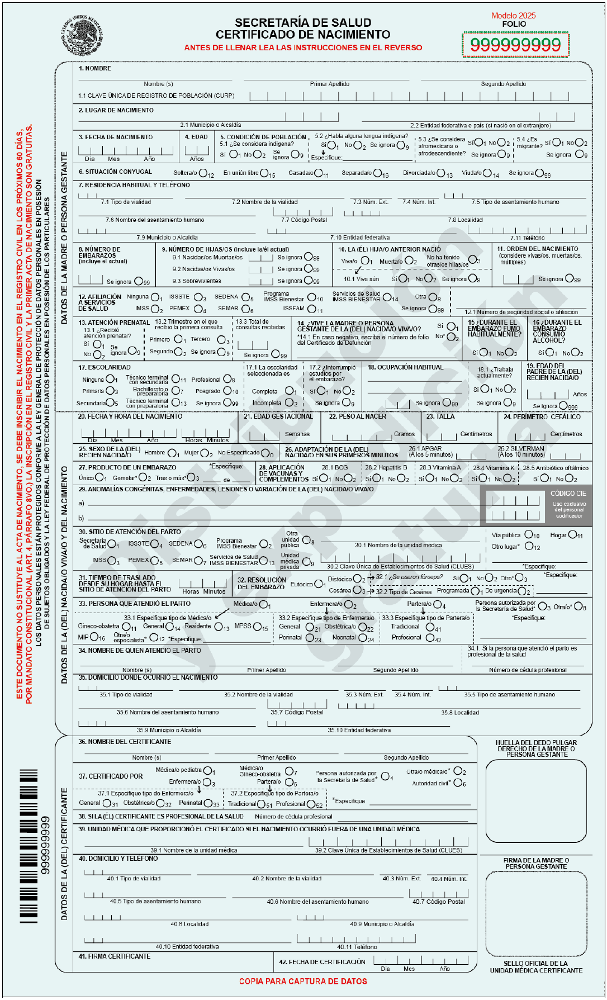 ESTADOS UNIDOS MEXICANOS
SECRETARÍA DE SALUD
CERTIFICADO DE NACIMIENTO
ANTES DE LLENAR LEA LAS INSTRUCCIONES EN EL REVERSO
Modelo 2025
FOLIO
999999999
ESTE DOCUMENTO NO SUSTITUYE AL ACTA DE NACIMIENTO, SE DEBE INSCRIBIR EL NACIMIENTO EN EL REGISTRO CIVIL EN LOS PRÓXIMOS 60 DÍAS,
POR MANDATO CONSTITUCIONAL (ART. 4, PÁRRAFO 8VO.), LA INSCRIPCIÓN EN EL REGISTRO CIVIL Y LA PRIMER ACTA DE NACIMIENTO SON GRATUITAS.
LOS DATOS PERSONALES ESTÁN PROTEGIDOS CONFORME A LA LEY GENERAL DE PROTECCIÓN DE DATOS PERSONALES EN POSESIÓN
DE SUJETOS OBLIGADOS Y LA LEY FEDERAL DE PROTECCIÓN DE DATOS PERSONALES EN POSESIÓN DE LOS PARTICULARES
Distribución y expedición gratuita
DATOS DE LA MADRE O PERSONA GESTANTE
1. NOMBRE
Nombre (s) Primer Apellido Segundo Apellido
1.1 CLAVE ÚNICA DE REGISTRO DE POBLACIÓN (CURP)
2. LUGAR DE NACIMIENTO
2.1 Municipio o Alcaldía 2.2 Entidad federativa o país (si nació en el extranjero)
3. FECHA DE NACIMIENTO
Día Mes Año
4. EDAD
Años
5. CONDICIÓN DE POBLACIÓN
5.1 ¿Se considera indígena?
Sí 1 No 2 Se ignora 9
5.2 ¿Habla alguna lengua indígena?
Sí 1 No 2 Se ignora 9
Especifique:
5.3 ¿Se considera afromexicana o afrodescendiente?
Sí 1 No 2
Se ignora 9
5.4 ¿Es migrante?
Sí 1 No 2
Se ignora 9
6. SITUACIÓN CONYUGAL Soltera/o 12 En unión libre 15 Casada/o 11 Separada/o 16 Divorciada/o 13 Viuda/o 14 Se ignora 99
7. RESIDENCIA HABITUAL Y TELÉFONO
7.1 Tipo de vialidad 7.2 Nombre de la vialidad 7.3 Núm. Ext. 7.4 Núm. Int. 7.5 Tipo de asentamiento humano
7.6 Nombre del asentamiento humano 7.7 Código Postal 7.8 Localidad
7.9 Municipio o Alcaldía 7.10 Entidad federativa 7.11 Teléfono
8. NÚMERO DE EMBARAZOS
(incluye el actual)
Se ignora 99
9. NÚMERO DE HIJAS/OS (incluye la/él actual)
9.1 Nacidas/os Muertas/os Se ignora 99
9.2 Nacidas/os Vivas/os Se ignora 99
9.3 Sobrevivientes Se ignora 99
10. LA (ÉL) HIJA/O ANTERIOR NACIÓ
Viva/o 1 Muerta/o 2 No ha tenido otras/os hijas/os 3
10.1 Vive aún Sí 1 No 2 Se ignora 9
11. ORDEN DEL NACIMIENTO
(considere vivas/os, muertas/os, múltiples)
Se ignora 99
12. AFILIACIÓN A SERVICIOS DE SALUD
Ninguna 1 ISSSTE 3 SEDENA 5 Programa IMSS Bienestar 10 Servicios de Salud IMSS BIENESTAR 14 Otra 8
IMSS 2 PEMEX 4 SEMAR 6 ISSFAM 11 Se ignora 99
12.1 Número de seguridad social o afiliación
13. ATENCIÓN PRENATAL
13.1 ¿Recibió atención prenatal?
Sí 1 No 2 Se ignora 9
13.2 Trimestre en el que recibió la primera consulta
Primero 1 Tercero 3
Segundo 2 Se ignora 9
13.3 Total de consultas recibidas
Se ignora 99
14. ¿VIVE LA MADRE O PERSONA GESTANTE DE LA (DEL) NACIDA/O VIVA/O?
Sí 1
No* 2
*14.1 En caso negativo, escriba el número de folio del Certificado de Defunción
15 ¿DURANTE EL EMBARAZO FUMÓ HABITUALMENTE?
Sí 1 No 2
16 ¿DURANTE EL EMBARAZO CONSUMIO ALCOHOL?
Sí 1 No 2
17. ESCOLARIDAD
Ninguna 1 Técnico terminal con secundaria 11 Profesional 8
Primaria 3 Bachillerato o preparatoria 7 Posgrado 10
Secundaria 5 Técnico terminal con preparatoria 13 Se ignora 99
17.1 La escolaridad seleccionada es
Completa 1
Incompleta 2
17.2 ¿Interrumpió estudios por el embarazo?
Sí 1 No 2
Se ignora 9
18. OCUPACIÓN HABITUAL
Se ignora 999
18.1 ¿Trabaja actualmente?
Sí 1 No 2
Se ignora 9
19. EDAD DEL PADRE DE LA (DEL) RECIEN NACIDA/O
Años
Se ignora 999
DATOS DE LA (DEL) NACIDA/O VIVA/O Y DEL NACIMIENTO
20. FECHA Y HORA DEL NACIMIENTO
Día Mes Año Horas Minutos
21. EDAD GESTACIONAL
Semanas
22. PESO AL NACER
Gramos
23. TALLA
Centímetros
24. PERÍMETRO CEFÁLICO
Centímetros
25. SEXO DE LA (DEL) RECIEN NACIDA/O Hombre 1 Mujer 2 No Especificado 0
26. ADAPTACIÓN DE LA (DEL) NACIDA/O EN SUS PRIMEROS MINUTOS
26.1 APGAR (A los 5 minutos)
26.2 SILVERMAN (A los 10 minutos)
27. PRODUCTO DE UN EMBARAZO *Especifique:
Único 1 Gemelar* 2 Tres o más* 3 de
28. APLICACIÓN DE VACUNAS Y COMPLEMENTOS
28.1 BCG 28.2 Hepatitis B 28.3 Vitamina A 28.4 Vitamina K 28.5 Antibiótico oftálmico
Sí 1 No 2 Sí 1 No 2 Sí 1 No 2 Sí 1 No 2 Sí 1 No 2
29. ANOMALÍAS CONGÉNITAS, ENFERMEDADES, LESIONES O VARIACIÓN DE LA (DEL) NACIDA/O VIVA/O
a)
b)
CÓDIGO CIE
Uso exclusivo del personal codificador
30. SITIO DE ATENCIÓN DEL PARTO
Secretaría de Salud 1 ISSSTE 4 SEDENA 6 Programa IMSS Bienestar 2 Otra unidad pública 8
IMSS 3 PEMEX 5 SEMAR 7 Servicios de Salud IMSS BIENESTAR 13 Unidad médica privada 9
30.1 Nombre de la unidad médica
30.2 Clave Única de Establecimientos de Salud (CLUES)
Vía pública 10 Hogar 11
Otro lugar* 12
*Especifique:
31. TIEMPO DE TRASLADO DESDE SU HOGAR HASTA EL SITIO DE ATENCIÓN DEL PARTO
Horas Minutos
32. RESOLUCIÓN DEL EMBARAZO
Eutócico 1 Distócico 2 Cesárea 3
32.1 ¿Se usaron fórceps? Sí 1 No 2 Otro* 3 *Especifique:
32.2 Tipo de Cesárea Programada 1 De urgencia 2
33. PERSONA QUE ATENDIÓ EL PARTO Médica/o 1 Enfermera/o 2 Partera/o 4 Persona autorizada por la Secretaría de Salud* 3 Otra/o* 8
*Especifique:
33.1 Especifique tipo de Médica/o
Gineco-obstetra 11 General 14 Residente 13 MPSS 15
MIP 16 Otra/o especialista* 12 *Especifique:
33.2 Especifique tipo de Enfermera/o
General 21 Obstétrica/o 22
Perinatal 23 Neonatal 24
33.3 Especifique tipo de Partera/o
Tradicional 41
Profesional 42
34. NOMBRE DE QUIÉN ATENDIÓ EL PARTO
Nombre (s) Primer Apellido Segundo Apellido
34.1. Si la persona que atendió el parto es profesional de la salud
Número de cédula profesional
35. DOMICILIO DONDE OCURRIÓ EL NACIMIENTO
35.1 Tipo de vialidad 35.2 Nombre de la vialidad 35.3 Núm. Ext. 35.4 Núm. Int. 35.5 Tipo de asentamiento humano
35.6 Nombre del asentamiento humano 35.7 Código Postal 35.8 Localidad
35.9 Municipio o Alcaldía 35.10 Entidad federativa
DATOS DE LA (DEL) CERTIFICANTE
36. NOMBRE DEL CERTIFICANTE
Nombre (s) Primer Apellido Segundo Apellido
37. CERTIFICADO POR
Médica/o pediatra 1 Médica/o Gineco-obstetra 7 Persona autorizada por la Secretaría de Salud* 4 Otra/o médica/o* 2
Enfermera/o 3 Partera/o 5 Autoridad civil* 6
37.1 Especifique tipo de Enfermera/o
General 31 Obstétrica/o 32 Perinatal 33
37.2 Especifique tipo de Partera/o
Tradicional 51 Profesional 52
*Especifique
38. SI LA (ÉL) CERTIFICANTE ES PROFESIONAL DE LA SALUD Número de cédula profesional
39. UNIDAD MÉDICA QUE PROPORCIONÓ EL CERTIFICADO SI EL NACIMIENTO OCURRIÓ FUERA DE UNA UNIDAD MÉDICA
39.1 Nombre de la unidad médica 39.2 Clave Única de Establecimientos de Salud (CLUES)
40. DOMICILIO Y TELÉFONO
40.1 Tipo de vialidad 40.2 Nombre de la vialidad 40.3 Núm. Ext. 40.4 Núm. Int.
40.5 Tipo de asentamiento humano 40.6 Nombre del asentamiento humano 40.7 Código Postal
40.8 Localidad 40.9 Municipio o Alcaldía
40.10 Entidad federativa 40.11 Teléfono
41. FIRMA CERTIFICANTE
42. FECHA DE CERTIFICACIÓN
Día Mes Año
HUELLA DEL DEDO PULGAR DERECHO DE LA MADRE O PERSONA GESTANTE
FIRMA DE LA MADRE O PERSONA GESTANTE
SELLO OFICIAL DE LA UNIDAD MÉDICA CERTIFICANTE
999999999
COPIA PARA CAPTURA DE DATOS